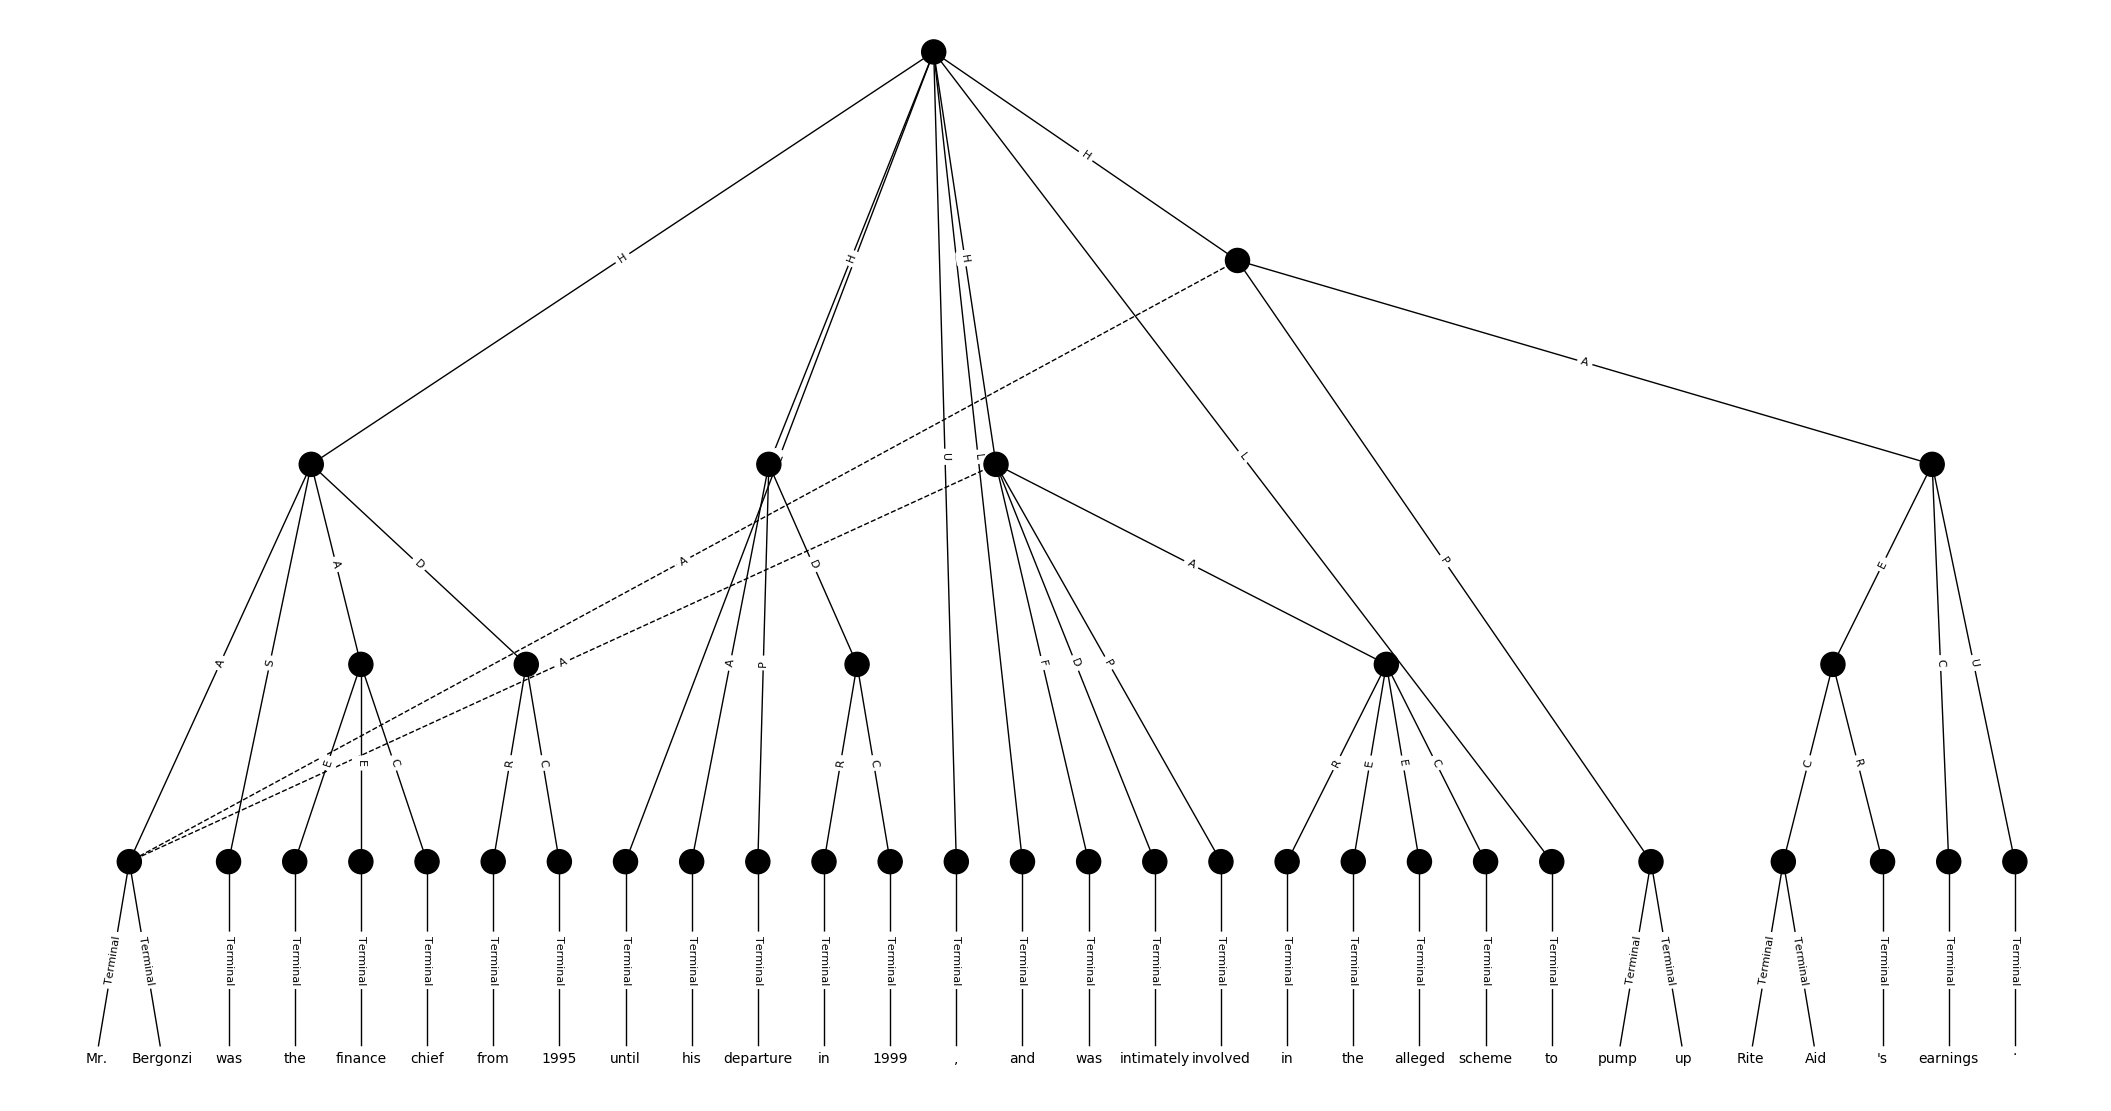 H
H
H H
A
U L L
A S A D A D A P
A A P F D P E C U
E E C R C R C R E E C C R
Terminal Terminal Terminal Terminal Terminal Terminal Terminal Terminal Terminal Terminal Terminal Terminal Terminal Terminal Terminal Terminal Terminal Terminal Terminal Terminal Terminal Terminal Terminal Terminal Terminal Terminal Terminal Terminal Terminal Terminal
Mr. Bergonzi was the finance chief from 1995 until his departure in 1999 , and was intimately involved in the alleged scheme to pump up Rite Aid 's earnings .